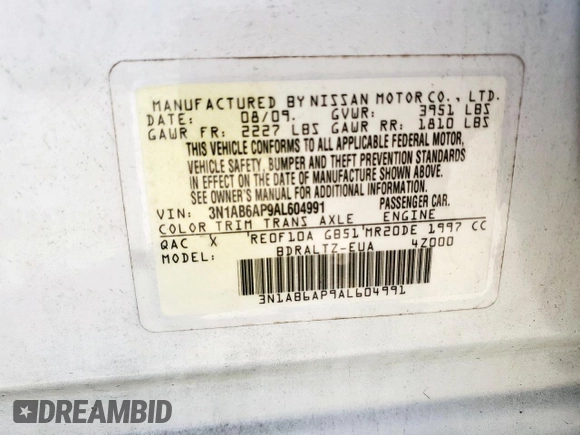 MANUFACTURED BY NISSAN MOTOR CO., LTD.
DATE: 08/09. GVWR: 3951 LBS
GAWR FR: 2227 LBS GAWR RR: 1810 LBS
THIS VEHICLE CONFORMS TO ALL APPLICABLE FEDERAL MOTOR
VEHICLE SAFETY, BUMPER AND THEFT PREVENTION STANDARDS
IN EFFECT ON THE DATE OF MANUFACTURE SHOWN ABOVE.
SEE OWNER'S MANUAL FOR ADDITIONAL INFORMATION.
VIN: 3N1AB6AP9AL604991 PASSENGER CAR.
COLOR TRIM TRANS AXLE ENGINE
QAC X RE0F10A GB51 MR20DE 1997 CC
MODEL: BDRALTZ-EUA 4Z000
3N1AB6AP9AL604991
DREAMBID